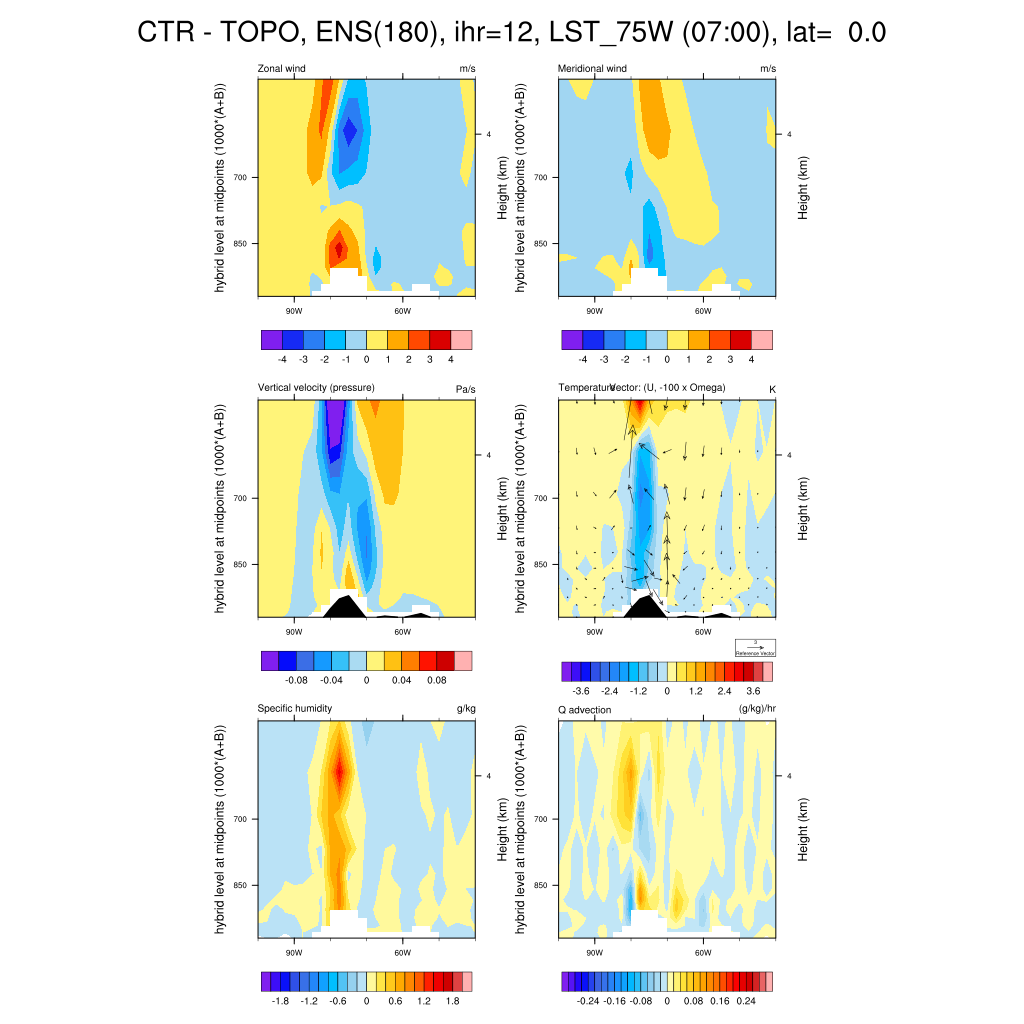 CTR - TOPO, ENS(180), ihr=12, LST_75W (07:00), lat= 0.0
Zonal wind m/s
hybrid level at midpoints (1000*(A+B))
700
850
4
Height (km)
90W 60W
-4 -3 -2 -1 0 1 2 3 4
Meridional wind m/s
hybrid level at midpoints (1000*(A+B))
700
850
4
Height (km)
90W 60W
-4 -3 -2 -1 0 1 2 3 4
Vertical velocity (pressure) Pa/s
hybrid level at midpoints (1000*(A+B))
700
850
4
Height (km)
90W 60W
-0.08 -0.04 0 0.04 0.08
Temperature Vector: (U, -100 x Omega) K
hybrid level at midpoints (1000*(A+B))
700
850
4
Height (km)
90W 60W
3
Reference Vector
-3.6 -2.4 -1.2 0 1.2 2.4 3.6
Specific humidity g/kg
hybrid level at midpoints (1000*(A+B))
700
850
4
Height (km)
90W 60W
-1.8 -1.2 -0.6 0 0.6 1.2 1.8
Q advection (g/kg)/hr
hybrid level at midpoints (1000*(A+B))
700
850
4
Height (km)
90W 60W
-0.24 -0.16 -0.08 0 0.08 0.16 0.24